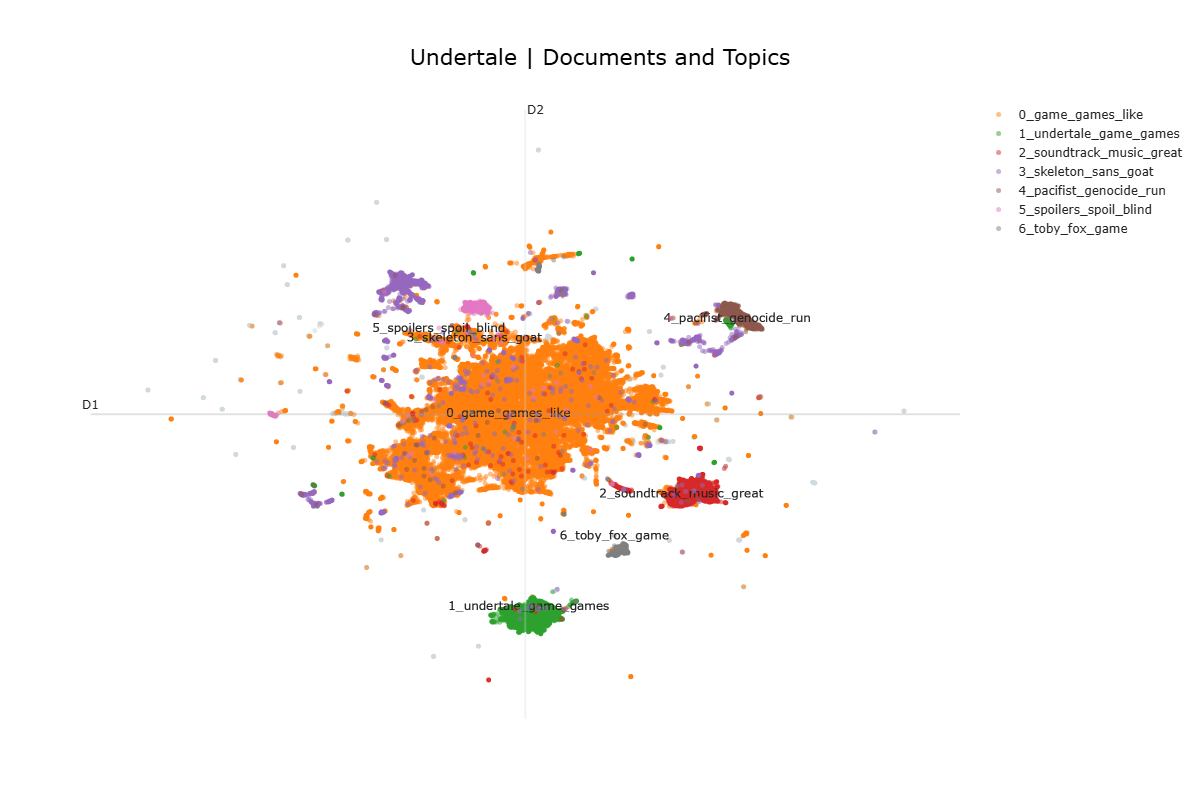 Undertale | Documents and Topics
D2
0_game_games_like
1_undertale_game_games
2_soundtrack_music_great
3_skeleton_sans_goat
4_pacifist_genocide_run
5_spoilers_spoil_blind
6_toby_fox_game
4_pacifist_genocide_run
5_spoilers_spoil_blind
3_skeleton_sans_goat
D1
0_game_games_like
2_soundtrack_music_great
6_toby_fox_game
1_undertale_game_games